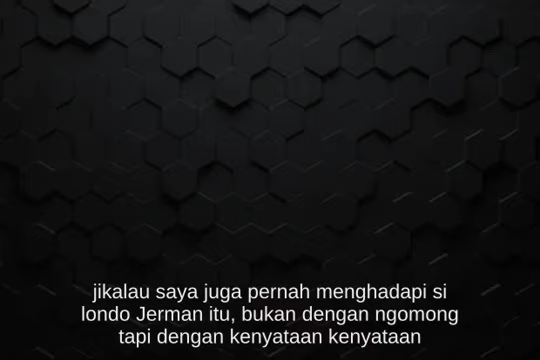 jikalau saya juga pernah menghadapi si
londo Jerman itu, bukan dengan ngomong
tapi dengan kenyataan kenyataan